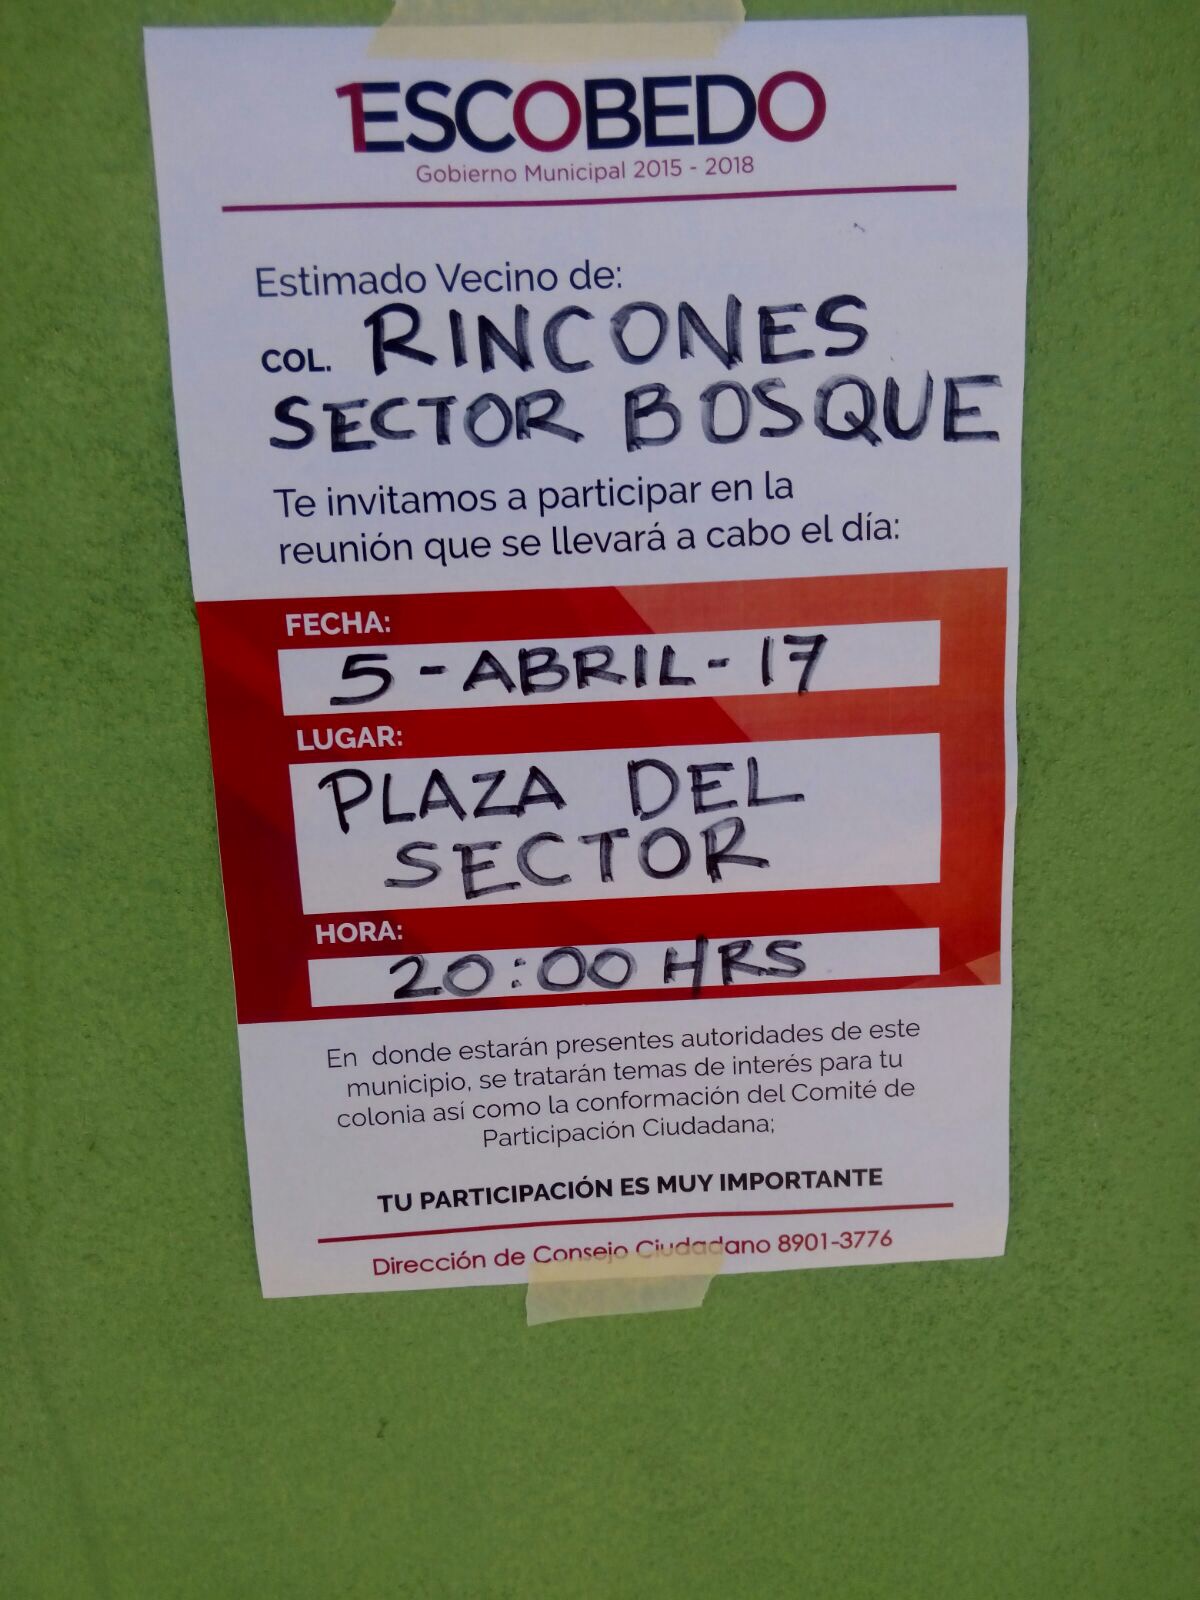 1ESCOBEDO
Gobierno Municipal 2015 - 2018
Estimado Vecino de:
COL. RINCONES
SECTOR BOSQUE
Te invitamos a participar en la
reunión que se llevará a cabo el día:
FECHA:
5 - ABRIL - 17
LUGAR:
PLAZA DEL
SECTOR
HORA:
20:00 HRS
En donde estarán presentes autoridades de este
municipio, se tratarán temas de interés para tu
colonia así como la conformación del Comité de
Participación Ciudadana;
TU PARTICIPACIÓN ES MUY IMPORTANTE
Dirección de Consejo Ciudadano 8901-3776